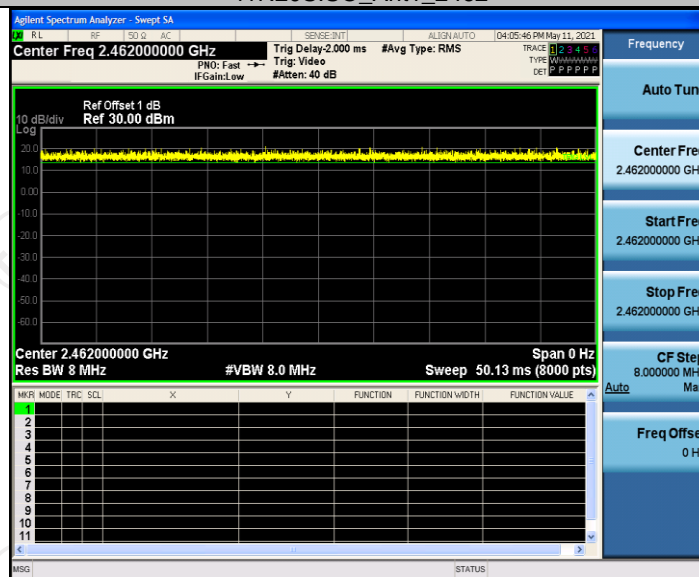 Agilent Spectrum Analyzer - Swept SA
RL RF 50 Ω AC SENSE:INT ALIGN AUTO 04:05:46 PM May 11, 2021
Center Freq 2.462000000 GHz
PNO: Fast
IFGain:Low
Trig Delay-2.000 ms
Trig: Video
#Atten: 40 dB
#Avg Type: RMS
TRACE 1 2 3 4 5 6
TYPE W
DET P P P P P P
Ref Offset 1 dB
10 dB/div Ref 30.00 dBm
Log
20.0
10.0
0.00
-10.0
-20.0
-30.0
-40.0
-50.0
-60.0
Center 2.462000000 GHz Span 0 Hz
Res BW 8 MHz #VBW 8.0 MHz Sweep 50.13 ms (8000 pts)
MKR MODE TRC SCL X Y FUNCTION FUNCTION WIDTH FUNCTION VALUE
1
2
3
4
5
6
7
8
9
10
11
MSG STATUS
Frequency
Auto Tun
Center Fre
2.462000000 GH
Start Fre
2.462000000 GH
Stop Fre
2.462000000 GH
CF Ste
8.000000 MH
Auto Ma
Freq Offse
0 H